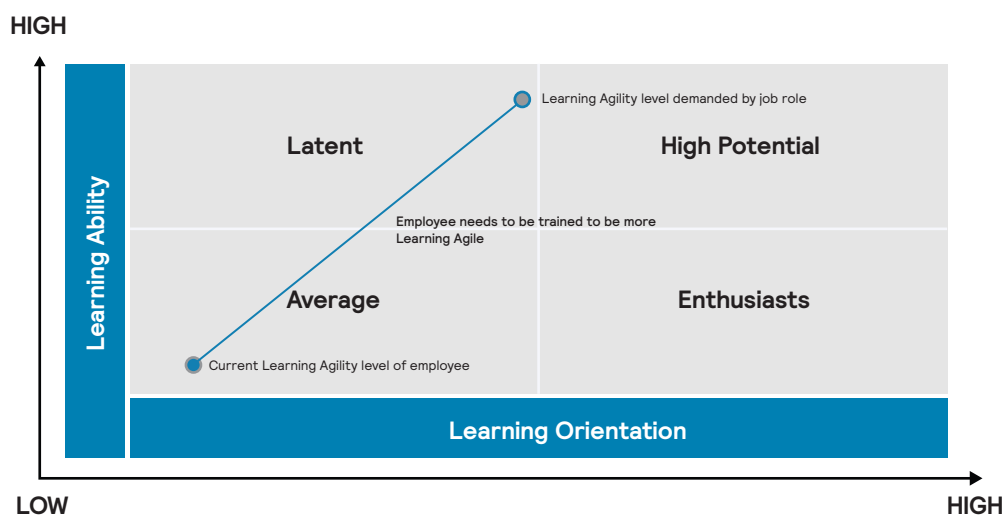 HIGH
Learning Agility level demanded by job role
Latent
High Potential
Learning Ability
Employee needs to be trained to be more
Learning Agile
Average
Enthusiasts
Current Learning Agility level of employee
Learning Orientation
LOW
HIGH